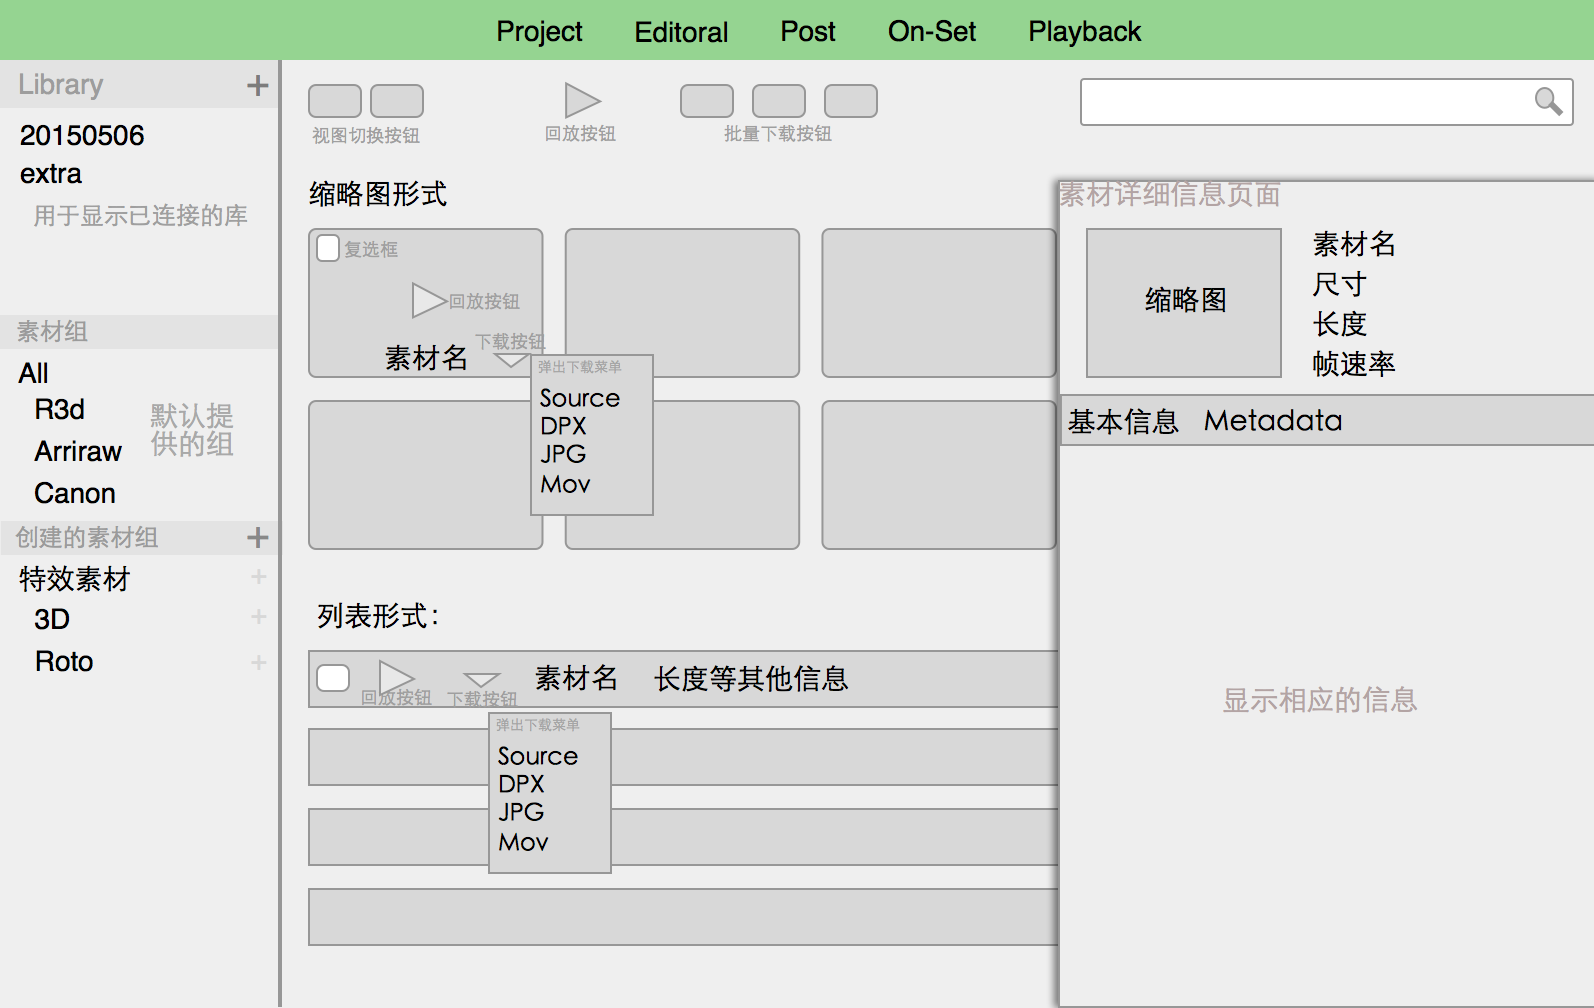 Project Editoral Post On-Set Playback
Library
20150506
extra
用于显示已连接的库
素材组
All
R3d
Arriraw
Canon
默认提
供的组
创建的素材组
特效素材
3D
Roto
视图切换按钮
回放按钮
批量下载按钮
缩略图形式
复选框
回放按钮
下载按钮
素材名
弹出下载菜单
Source
DPX
JPG
Mov
列表形式：
回放按钮
下载按钮
素材名
长度等其他信息
弹出下载菜单
Source
DPX
JPG
Mov
素材详细信息页面
缩略图
素材名
尺寸
长度
帧速率
基本信息 Metadata
显示相应的信息